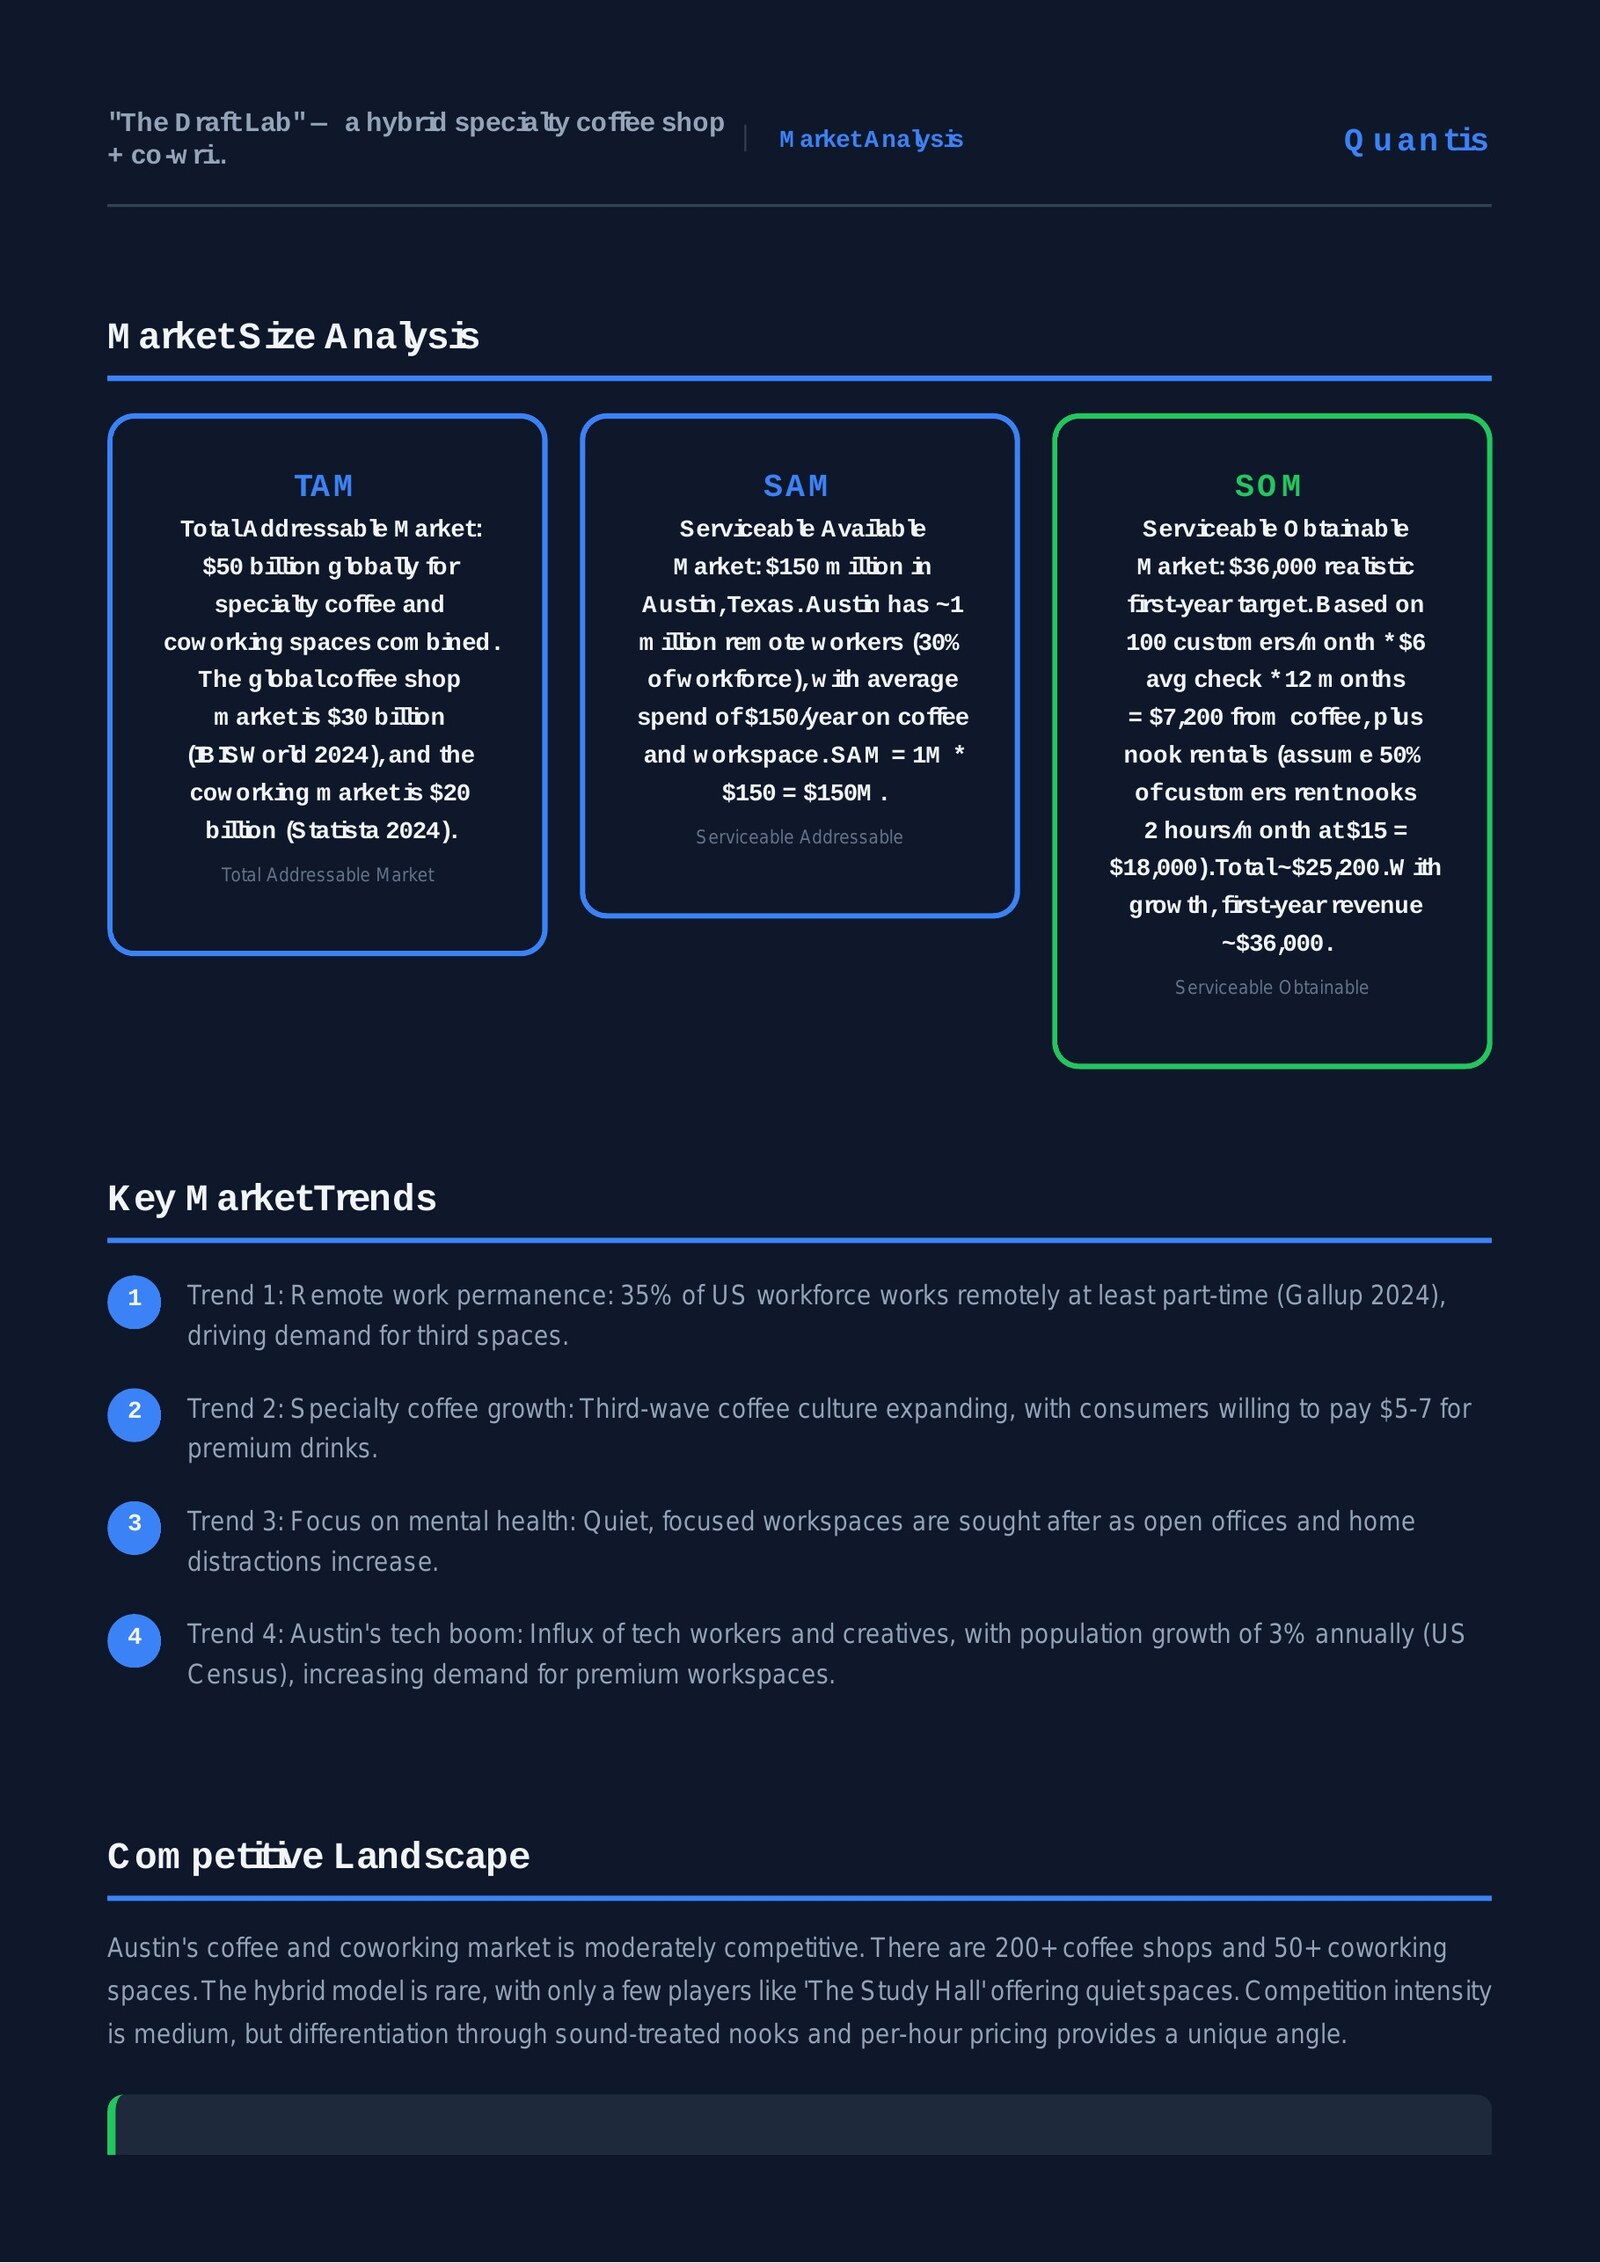 "The Draft Lab" — a hybrid specialty coffee shop
+ co-wri...
Market Analysis
Quantis
Market Size Analysis
TAM
Total Addressable Market:
$50 billion globally for
specialty coffee and
coworking spaces combined.
The global coffee shop
market is $30 billion
(IBISWorld 2024), and the
coworking market is $20
billion (Statista 2024).
Total Addressable Market
SAM
Serviceable Available
Market: $150 million in
Austin, Texas. Austin has ~1
million remote workers (30%
of workforce), with average
spend of $150/year on coffee
and workspace. SAM = 1M *
$150 = $150M.
Serviceable Addressable
SOM
Serviceable Obtainable
Market: $36,000 realistic
first-year target. Based on
100 customers/month * $6
avg check * 12 months
= $7,200 from coffee, plus
nook rentals (assume 50%
of customers rent nooks
2 hours/month at $15 =
$18,000). Total ~$25,200. With
growth, first-year revenue
~$36,000.
Serviceable Obtainable
Key Market Trends
1
Trend 1: Remote work permanence: 35% of US workforce works remotely at least part-time (Gallup 2024),
driving demand for third spaces.
2
Trend 2: Specialty coffee growth: Third-wave coffee culture expanding, with consumers willing to pay $5-7 for
premium drinks.
3
Trend 3: Focus on mental health: Quiet, focused workspaces are sought after as open offices and home
distractions increase.
4
Trend 4: Austin's tech boom: Influx of tech workers and creatives, with population growth of 3% annually (US
Census), increasing demand for premium workspaces.
Competitive Landscape
Austin's coffee and coworking market is moderately competitive. There are 200+ coffee shops and 50+ coworking
spaces. The hybrid model is rare, with only a few players like 'The Study Hall' offering quiet spaces. Competition intensity
is medium, but differentiation through sound-treated nooks and per-hour pricing provides a unique angle.